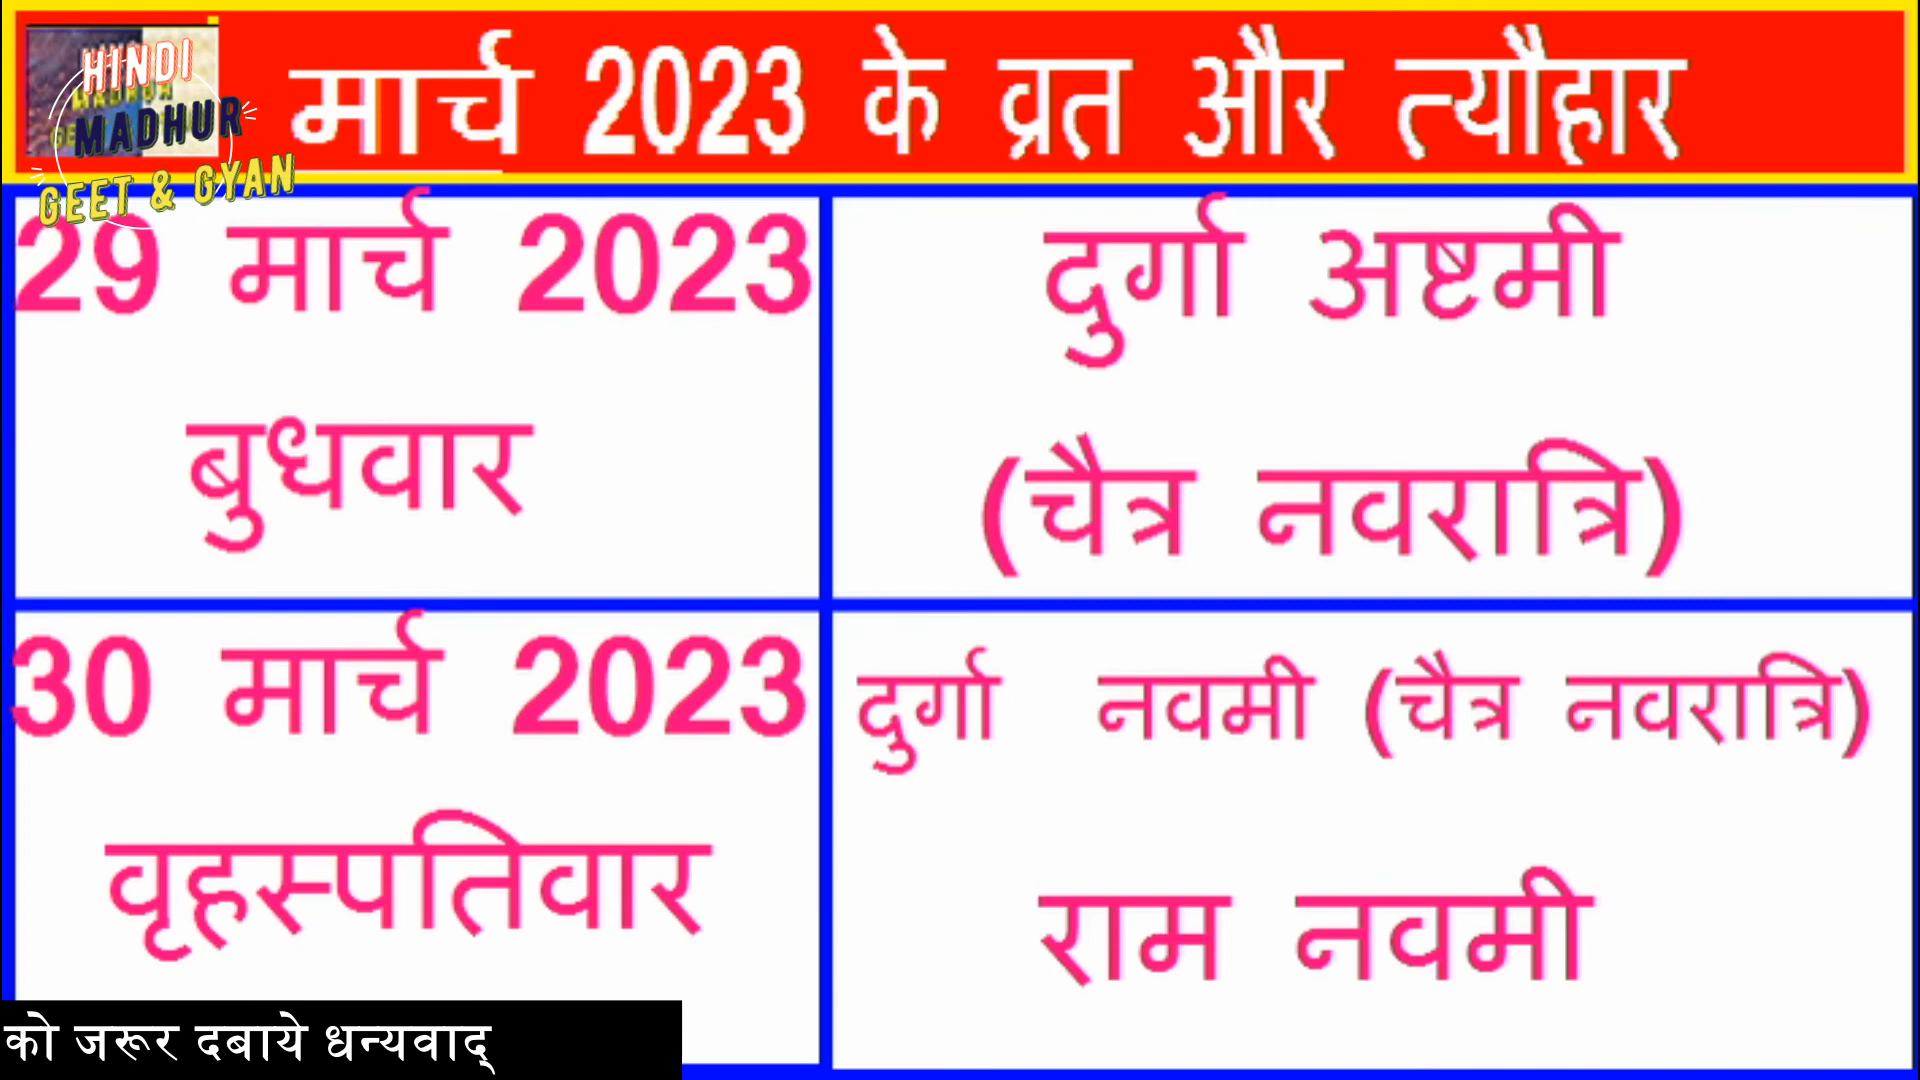 HINDI
MADHUR
GEET & GYAN
मार्च 2023 के व्रत और त्यौहार
29 मार्च 2023
दुर्गा अष्टमी
बुधवार
(चैत्र नवरात्रि)
30 मार्च 2023
दुर्गा नवमी (चैत्र नवरात्रि)
वृहस्पतिवार
राम नवमी
को जरूर दबाये धन्यवाद्